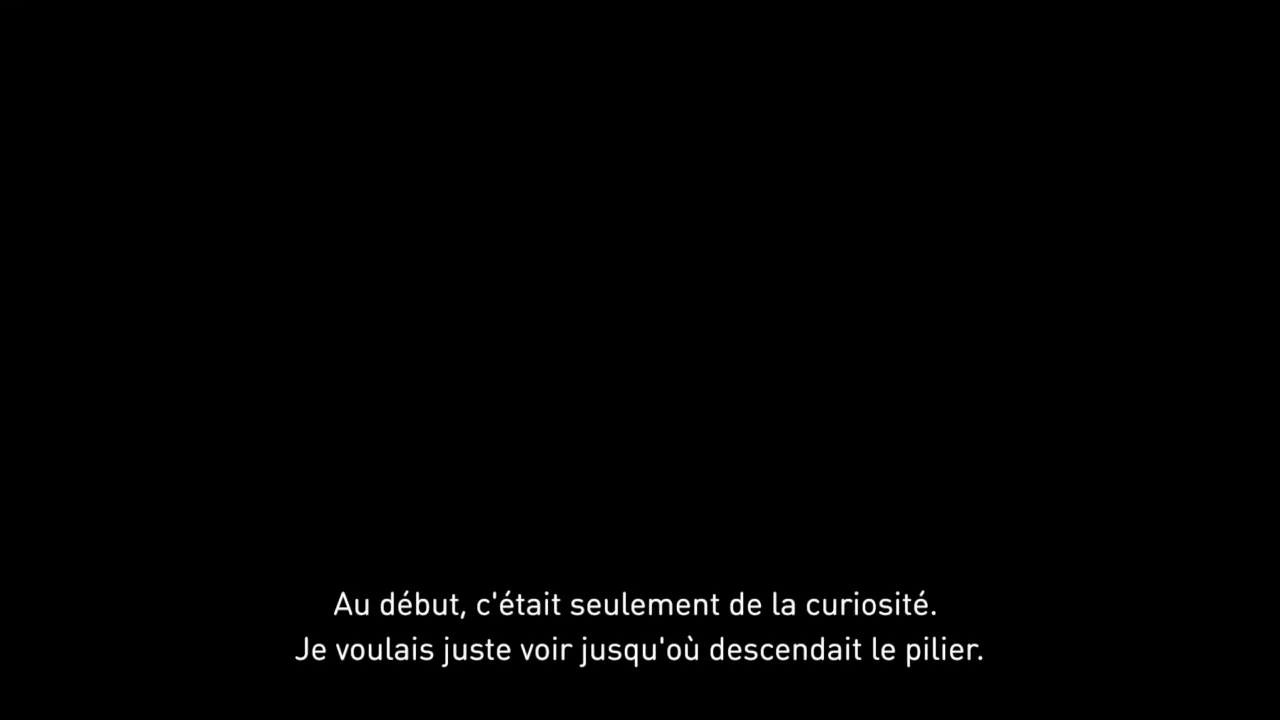 Au début, c'était seulement de la curiosité.
Je voulais juste voir jusqu'où descendait le pilier.